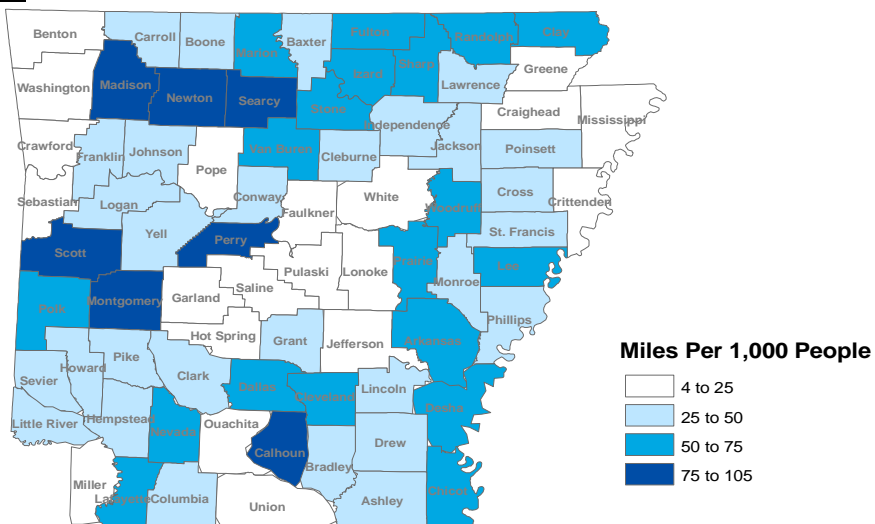 Benton
Carroll
Boone
Marion
Baxter
Fulton
Randolph
Clay
Washington
Madison
Newton
Searcy
Izard
Sharp
Lawrence
Greene
Stone
Independence
Craighead
Mississippi
Crawford
Franklin
Johnson
Pope
Van Buren
Cleburne
Jackson
Poinsett
Sebastian
Logan
Conway
Faulkner
White
Woodruff
Cross
Crittenden
Scott
Yell
Perry
Pulaski
Lonoke
Prairie
St. Francis
Lee
Monroe
Phillips
Polk
Montgomery
Garland
Saline
Hot Spring
Grant
Jefferson
Arkansas
Howard
Pike
Clark
Sevier
Dallas
Cleveland
Lincoln
Desha
Little River
Hempstead
Nevada
Ouachita
Calhoun
Bradley
Drew
Miller
Lafayette
Columbia
Union
Ashley
Chicot
Miles Per 1,000 People
4 to 25
25 to 50
50 to 75
75 to 105